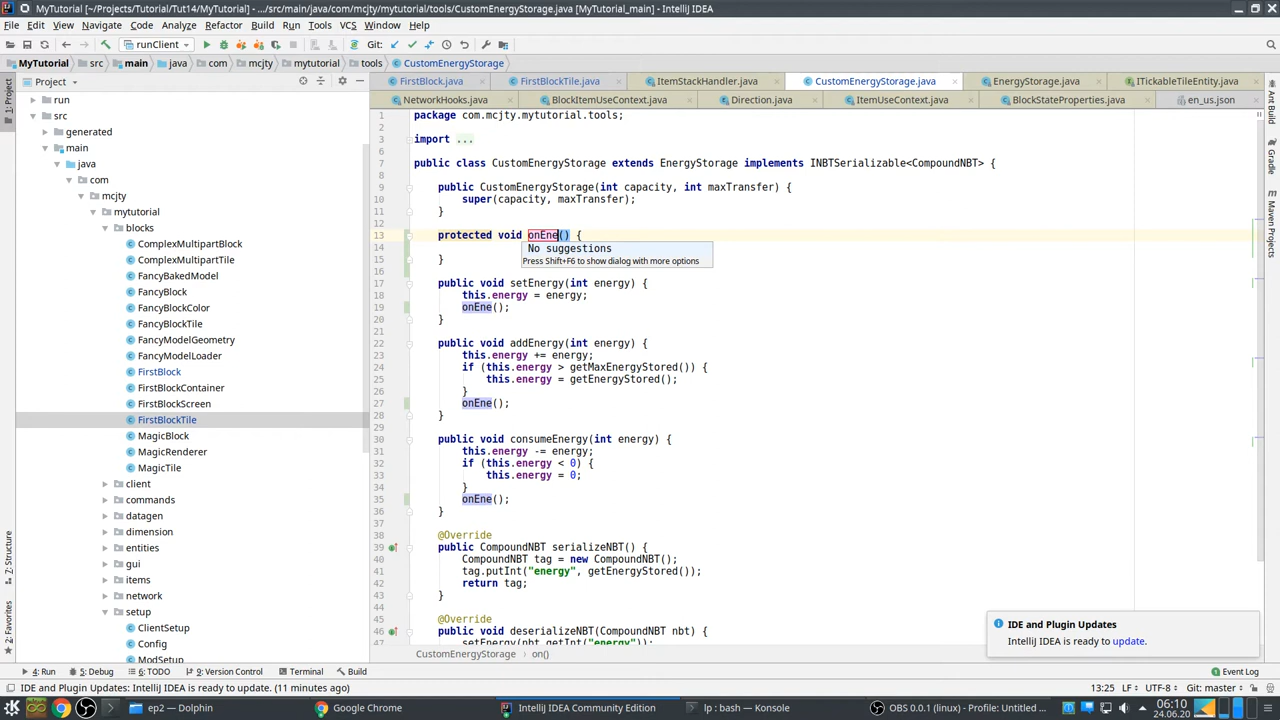 MyTutorial [~/Projects/Tutorial/Tut14/MyTutorial] - .../src/main/java/com/mcjty/mytutorial/tools/CustomEnergyStorage.java [MyTutorial_main] - IntelliJ IDEA
File Edit View Navigate Code Analyze Refactor Build Run Tools VCS Window Help
runClient Git:
MyTutorial src main java com mcjty mytutorial tools CustomEnergyStorage
Project
FirstBlock.java FirstBlockTile.java ItemStackHandler.java CustomEnergyStorage.java EnergyStorage.java ITickableTileEntity.java
NetworkHooks.java BlockItemUseContext.java Direction.java ItemUseContext.java BlockStateProperties.java en_us.json
1: Project
7: Structure
2: Favorites
run
src
generated
main
java
com
mcjty
mytutorial
blocks
ComplexMultipartBlock
ComplexMultipartTile
FancyBakedModel
FancyBlock
FancyBlockColor
FancyBlockTile
FancyModelGeometry
FancyModelLoader
FirstBlock
FirstBlockContainer
FirstBlockScreen
FirstBlockTile
MagicBlock
MagicRenderer
MagicTile
client
commands
datagen
dimension
entities
gui
items
network
setup
ClientSetup
Config
ModSetup
1 package com.mcjty.mytutorial.tools;
2
3 import ...
7 public class CustomEnergyStorage extends EnergyStorage implements INBTSerializable<CompoundNBT> {
8
9 public CustomEnergyStorage(int capacity, int maxTransfer) {
10 super(capacity, maxTransfer);
11 }
12
13 protected void onEne() {
14
No suggestions
Press Shift+F6 to show dialog with more options
15 }
16
17 public void setEnergy(int energy) {
18 this.energy = energy;
19 onEne();
20 }
21
22 public void addEnergy(int energy) {
23 this.energy += energy;
24 if (this.energy > getMaxEnergyStored()) {
25 this.energy = getEnergyStored();
26 }
27 onEne();
28 }
29
30 public void consumeEnergy(int energy) {
31 this.energy -= energy;
32 if (this.energy < 0) {
33 this.energy = 0;
34 }
35 onEne();
36 }
37
38 @Override
39 public CompoundNBT serializeNBT() {
40 CompoundNBT tag = new CompoundNBT();
41 tag.putInt("energy", getEnergyStored());
42 return tag;
43 }
44
45 @Override
46 public void deserializeNBT(CompoundNBT nbt) {
47 setEnergy(nbt.getInt("energy"));
CustomEnergyStorage on()
Ant Build
Gradle
Maven
IDE and Plugin Updates
IntelliJ IDEA is ready to update.
4: Run 5: Debug 6: TODO 9: Version Control Terminal Build Event Log
IDE and Plugin Updates: IntelliJ IDEA is ready to update. (11 minutes ago) 13:25 LF UTF-8 Git: master
ep2 — Dolphin Google Chrome IntelliJ IDEA Community Edition lp : bash — Konsole OBS 0.0.1 (linux) - Profile: Untitled ... 06:10
24.06.20